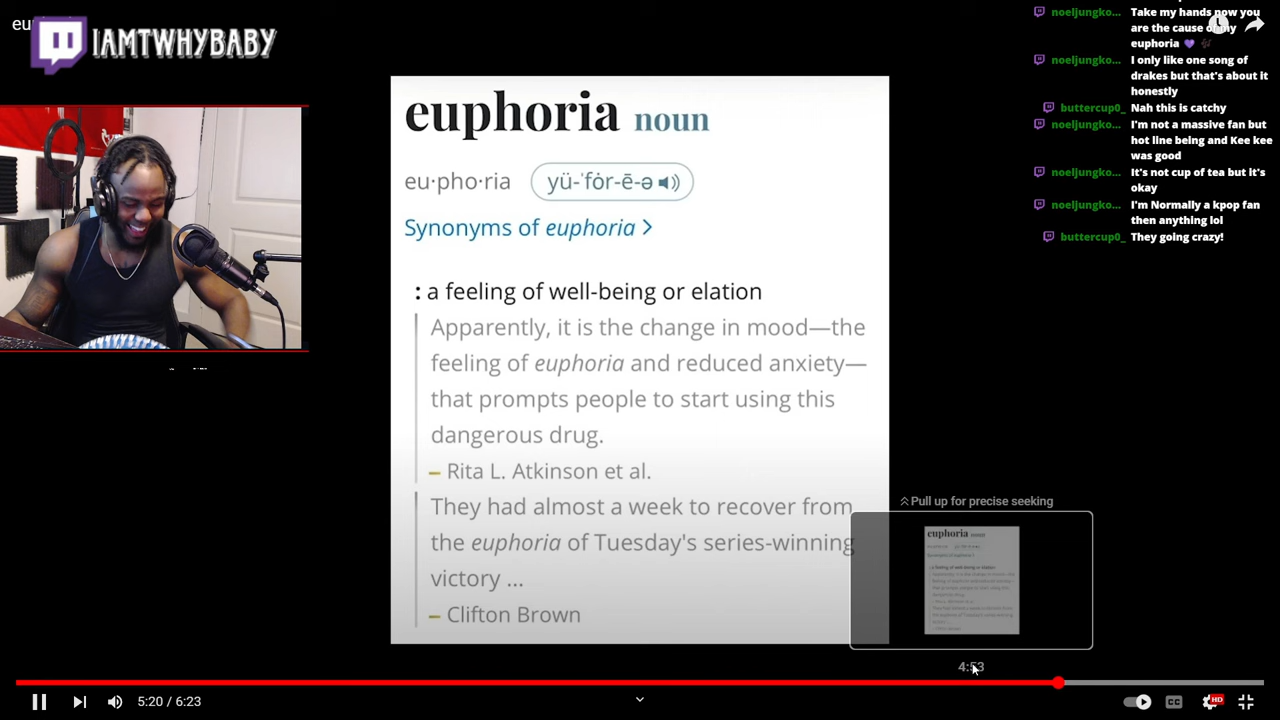 eu
IAMTWHYBABY
euphoria noun
eu·pho·ria yü-ˈfȯr-ē-ə
Synonyms of euphoria >
: a feeling of well-being or elation
Apparently, it is the change in mood—the
feeling of euphoria and reduced anxiety—
that prompts people to start using this
dangerous drug.
– Rita L. Atkinson et al.
They had almost a week to recover from
the euphoria of Tuesday's series-winning
victory ...
– Clifton Brown
noeljungko... Take my hands now you
are the cause of my
euphoria 💜
noeljungko... I only like one song of
drakes but that's about it
honestly
buttercup0_ Nah this is catchy
noeljungko... I'm not a massive fan but
hot line being and Kee kee
was good
noeljungko... It's not cup of tea but it's
okay
noeljungko... I'm Normally a kpop fan
then anything lol
buttercup0_ They going crazy!
Pull up for precise seeking
euphoria noun
4:53
5:20 / 6:23
CC
HD